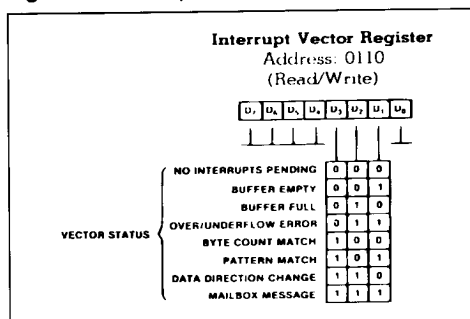 Interrupt Vector Register
Address: 0110
(Read/Write)
D7 D6 D5 D4 D3 D2 D1 D0
NO INTERRUPTS PENDING 0 0 0
BUFFER EMPTY 0 0 1
BUFFER FULL 0 1 0
VECTOR STATUS
OVER/UNDERFLOW ERROR 0 1 1
BYTE COUNT MATCH 1 0 0
PATTERN MATCH 1 0 1
DATA DIRECTION CHANGE 1 1 0
MAILBOX MESSAGE 1 1 1